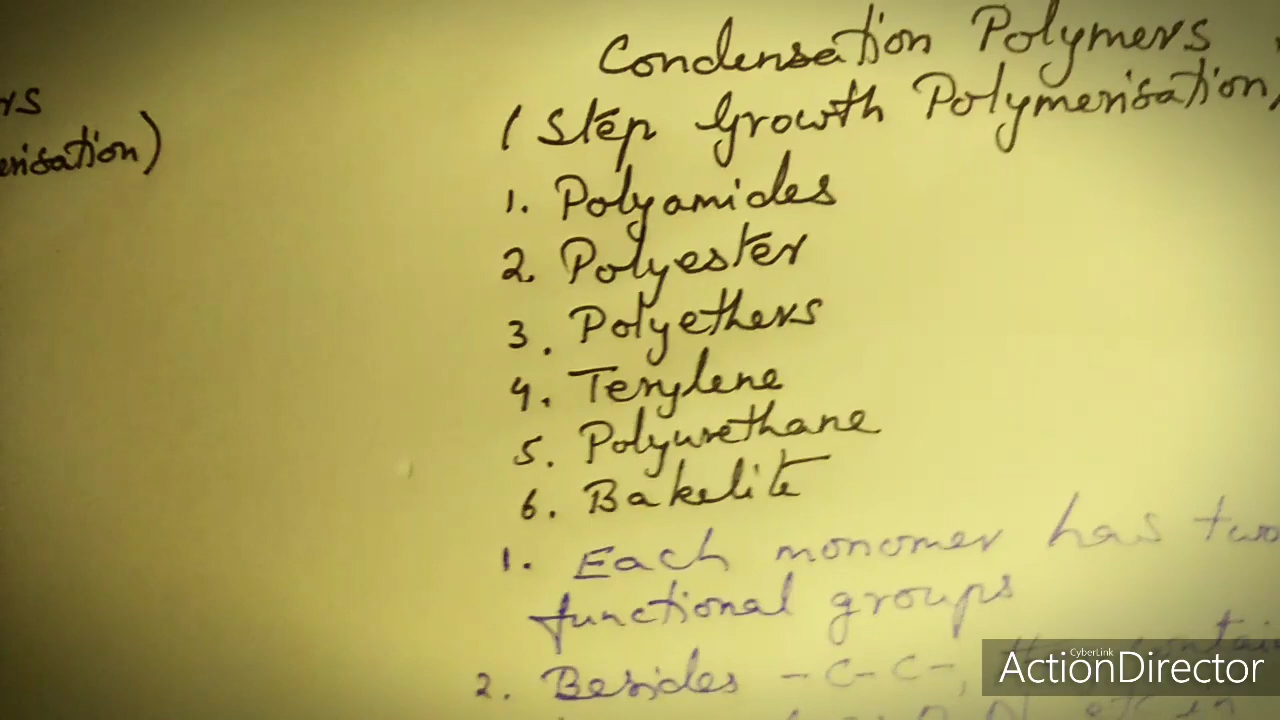 rs
erisation)
Condensation Polymers
(Step Growth Polymerisation)
1. Polyamides
2. Polyester
3. Polyethers
4. Terylene
5. Polyurethane
6. Bakelite
1. Each monomer has two
functional groups
2. Besides -C-C-,
CyberLink
ActionDirector